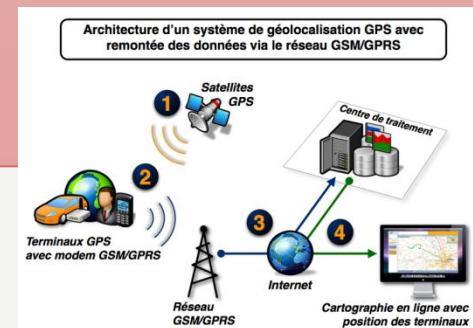 Architecture d'un système de géolocalisation GPS avec
remontée des données via le réseau GSM/GPRS
1
Satellites
GPS
Centre de traitement
2
Terminaux GPS
avec modem GSM/GPRS
3
4
Internet
Réseau
GSM/GPRS
Cartographie en ligne avec
position des terminaux